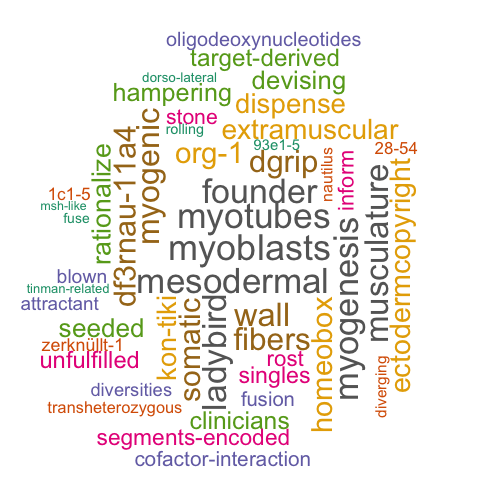 oligodeoxynucleotides
target-derived
dorso-lateral
devising
hampering
dispense
stone
rolling
extramuscular
93e1-5
org-1
28-54
dgrip
nautilus
inform
myogenic
df3rnau-11a4
rationalize
1c1-5
msh-like
fuse
founder
myotubes
myoblasts
mesodermal
musculature
ectodermcopyright
myogenesis
blown
tinman-related
attractant
kon-tiki
somatic
ladybird
wall
fibers
homeobox
seeded
zerknüllt-1
unfulfilled
rost
singles
diverging
diversities
fusion
transheterozygous
clinicians
segments-encoded
cofactor-interaction